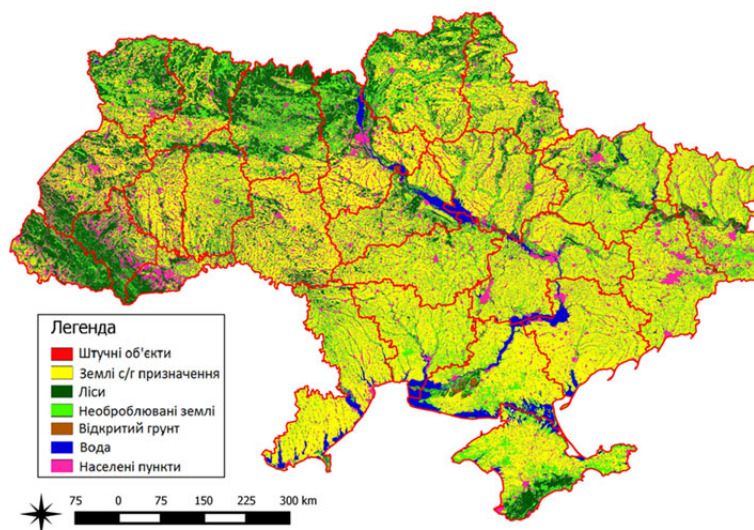 Легенда
Штучні об'єкти
Землі с/г призначення
Ліси
Необроблювані землі
Відкритий грунт
Вода
Населені пункти
75 0 75 150 225 300 km